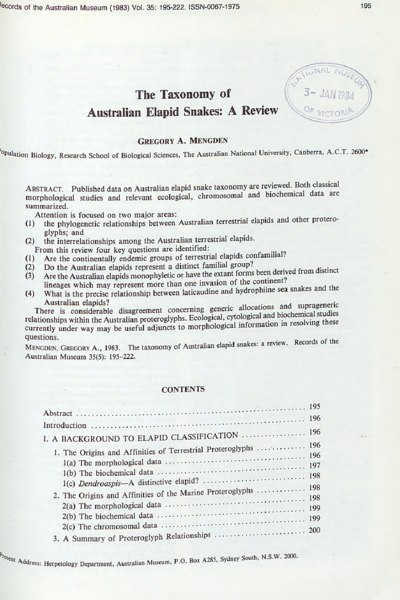 ecords of the Australian Museum (1983) Vol. 35: 195-222. ISSN-0067-1975
195
The Taxonomy of
Australian Elapid Snakes: A Review
NATIONAL MUSEUM
3- JAN 1984
OF VICTORIA
GREGORY A. MENGDEN
opulation Biology, Research School of Biological Sciences, The Australian National University, Canberra, A.C.T. 2600*
ABSTRACT. Published data on Australian elapid snake taxonomy are reviewed. Both classical
morphological studies and relevant ecological, chromosomal and biochemical data are
summarized.
Attention is focused on two major areas:
(1) the phylogenetic relationships between Australian terrestrial elapids and other protero-
glyphs; and
(2) the interrelationships among the Australian terrestrial elapids.
From this review four key questions are identified:
(1) Are the continentally endemic groups of terrestrial elapids confamilial?
(2) Do the Australian elapids represent a distinct familial group?
(3) Are the Australian elapids monophyletic or have the extant forms been derived from distinct
lineages which may represent more than one invasion of the continent?
(4) What is the precise relationship between laticaudine and hydrophiine sea snakes and the
Australian elapids?
There is considerable disagreement concerning generic allocations and suprageneric
relationships within the Australian proteroglyphs. Ecological, cytological and biochemical studies
currently under way may be useful adjuncts to morphological information in resolving these
questions.
MENGDEN, GREGORY A., 1983. The taxonomy of Australian elapid snakes: a review. Records of the
Australian Museum 35(5): 195-222.
CONTENTS
Abstract ........ 195
Introduction ........ 196
1. A BACKGROUND TO ELAPID CLASSIFICATION ........ 196
1. The Origins and Affinities of Terrestrial Proteroglyphs ........ 196
1(a) The morphological data ........ 196
1(b) The biochemical data ........ 197
1(c) Dendroaspis—A distinctive elapid? ........ 198
2. The Origins and Affinities of the Marine Proteroglyphs ........ 198
2(a) The morphological data ........ 198
2(b) The biochemical data ........ 199
2(c) The chromosomal data ........ 199
3. A Summary of Proteroglyph Relationships ........ 200
Present Address: Herpetology Department, Australian Museum, P.O. Box A285, Sydney South, N.S.W. 2000.